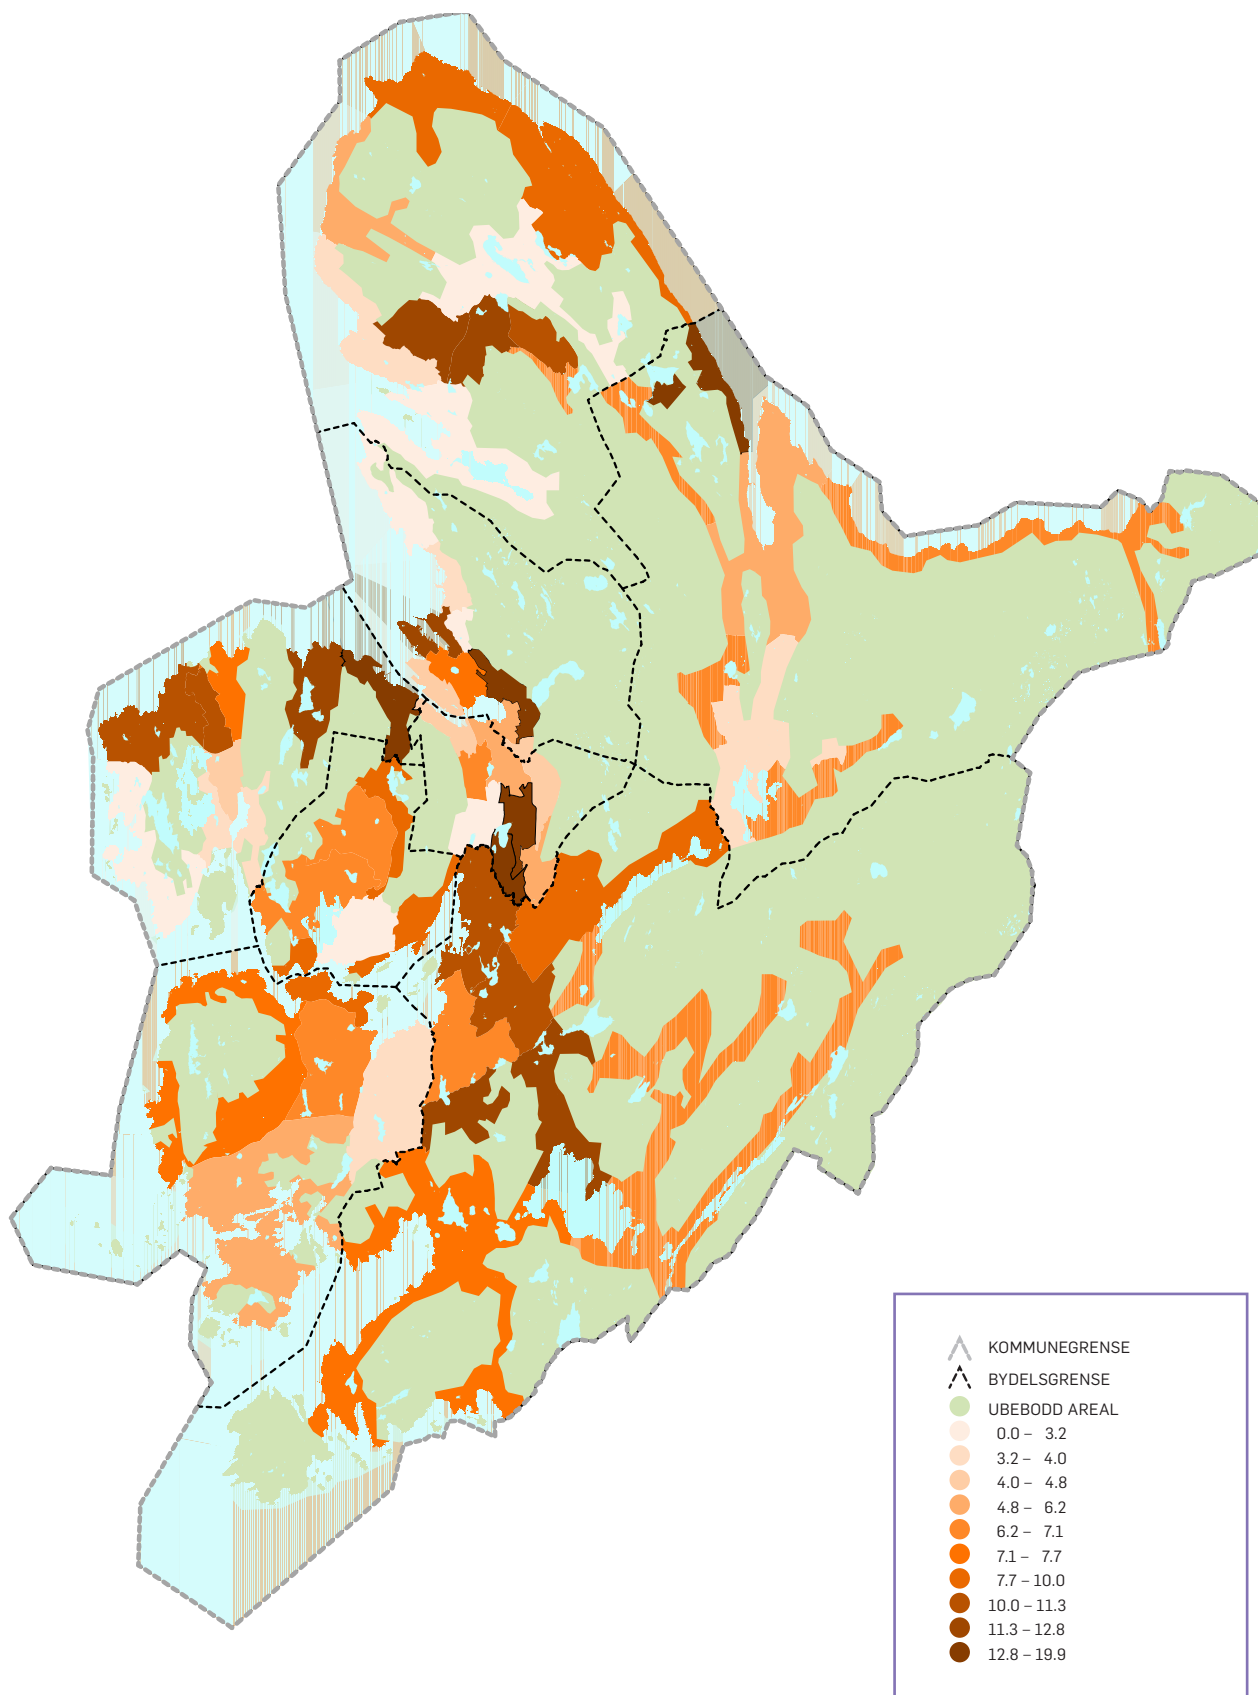 KOMMUNEGRENSE
BYDELSGRENSE
UBEBODD AREAL
0.0 – 3.2
3.2 – 4.0
4.0 – 4.8
4.8 – 6.2
6.2 – 7.1
7.1 – 7.7
7.7 – 10.0
10.0 – 11.3
11.3 – 12.8
12.8 – 19.9